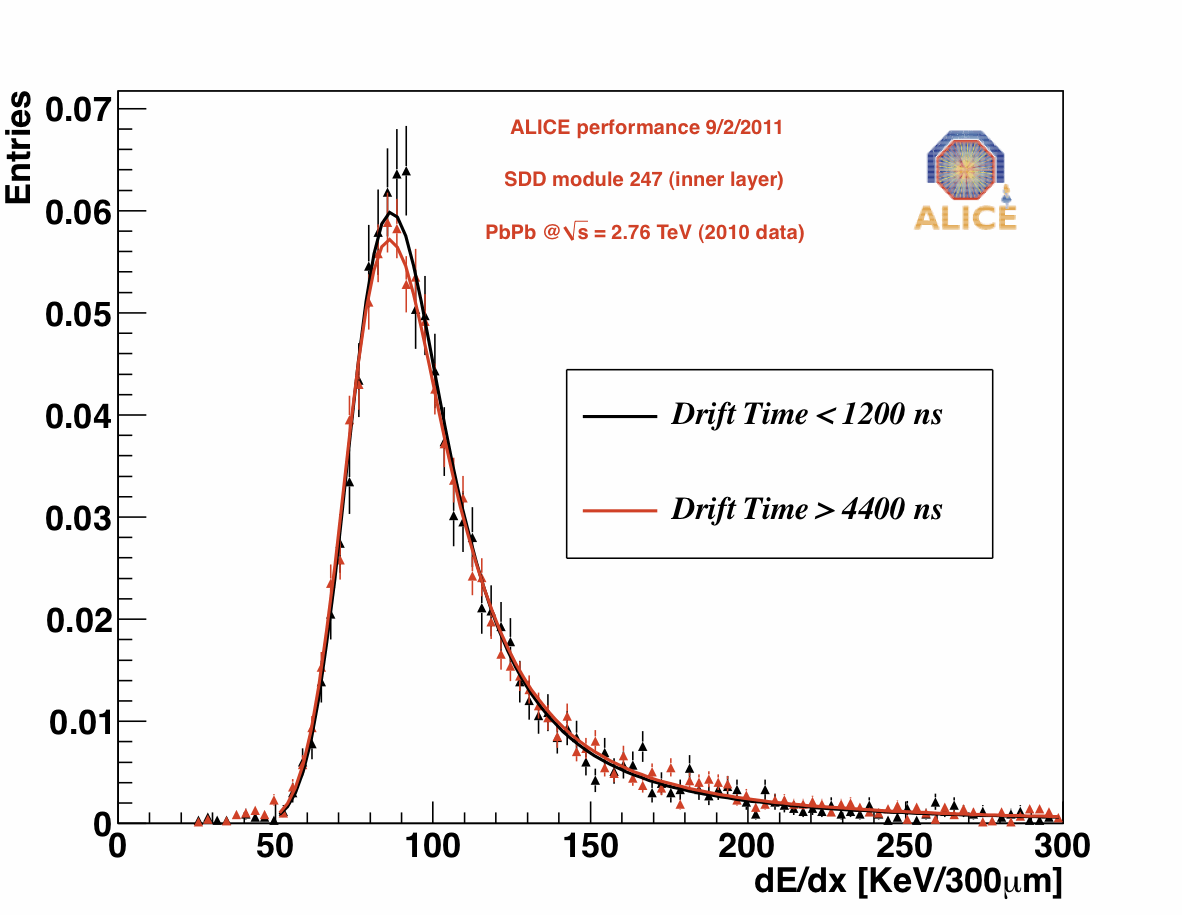 Entries
0.07
0.06
0.05
0.04
0.03
0.02
0.01
0
ALICE performance 9/2/2011
SDD module 247 (inner layer)
PbPb @√s = 2.76 TeV (2010 data)
ALICE
Drift Time < 1200 ns
Drift Time > 4400 ns
0 50 100 150 200 250 300
dE/dx [KeV/300μm]